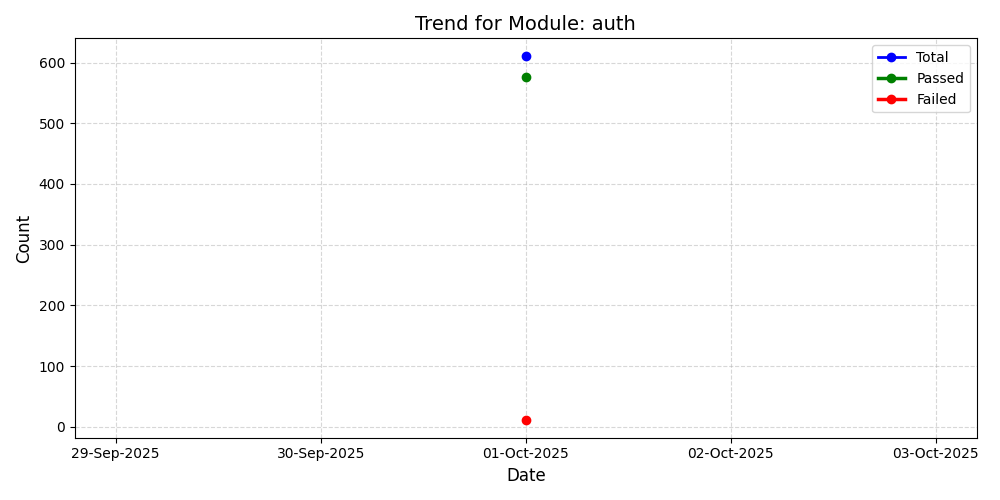 Trend for Module: auth
Total
Passed
Failed
600
500
400
300
200
100
0
Count
29-Sep-2025
30-Sep-2025
01-Oct-2025
02-Oct-2025
03-Oct-2025
Date